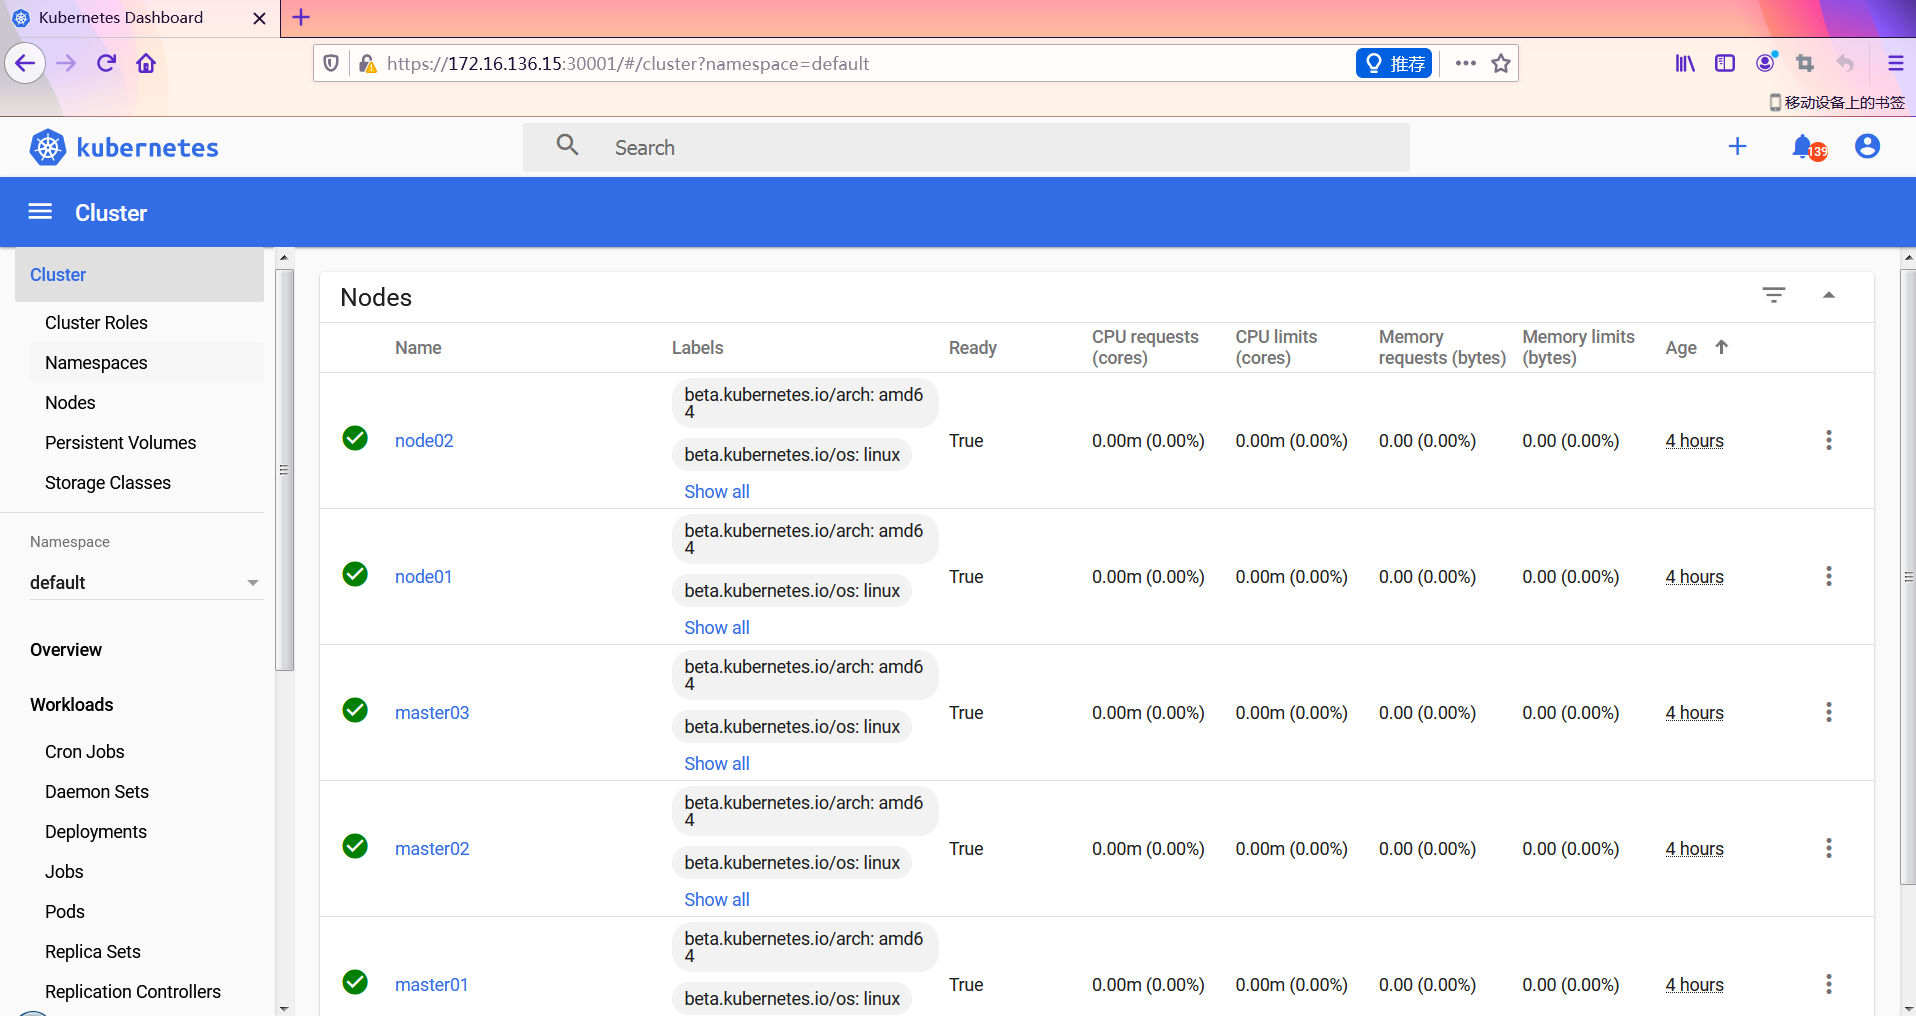 Kubernetes Dashboard
https://172.16.136.15:30001/#/cluster?namespace=default
推荐
移动设备上的书签
kubernetes
Search
139
Cluster
Cluster
Cluster Roles
Namespaces
Nodes
Persistent Volumes
Storage Classes
Namespace
default
Overview
Workloads
Cron Jobs
Daemon Sets
Deployments
Jobs
Pods
Replica Sets
Replication Controllers
Nodes
Name Labels Ready CPU requests (cores) CPU limits (cores) Memory requests (bytes) Memory limits (bytes) Age
beta.kubernetes.io/arch: amd6
4
node02 True 0.00m (0.00%) 0.00m (0.00%) 0.00 (0.00%) 0.00 (0.00%) 4 hours
beta.kubernetes.io/os: linux
Show all
beta.kubernetes.io/arch: amd6
4
node01 True 0.00m (0.00%) 0.00m (0.00%) 0.00 (0.00%) 0.00 (0.00%) 4 hours
beta.kubernetes.io/os: linux
Show all
beta.kubernetes.io/arch: amd6
4
master03 True 0.00m (0.00%) 0.00m (0.00%) 0.00 (0.00%) 0.00 (0.00%) 4 hours
beta.kubernetes.io/os: linux
Show all
beta.kubernetes.io/arch: amd6
4
master02 True 0.00m (0.00%) 0.00m (0.00%) 0.00 (0.00%) 0.00 (0.00%) 4 hours
beta.kubernetes.io/os: linux
Show all
beta.kubernetes.io/arch: amd6
4
master01 True 0.00m (0.00%) 0.00m (0.00%) 0.00 (0.00%) 0.00 (0.00%) 4 hours
beta.kubernetes.io/os: linux